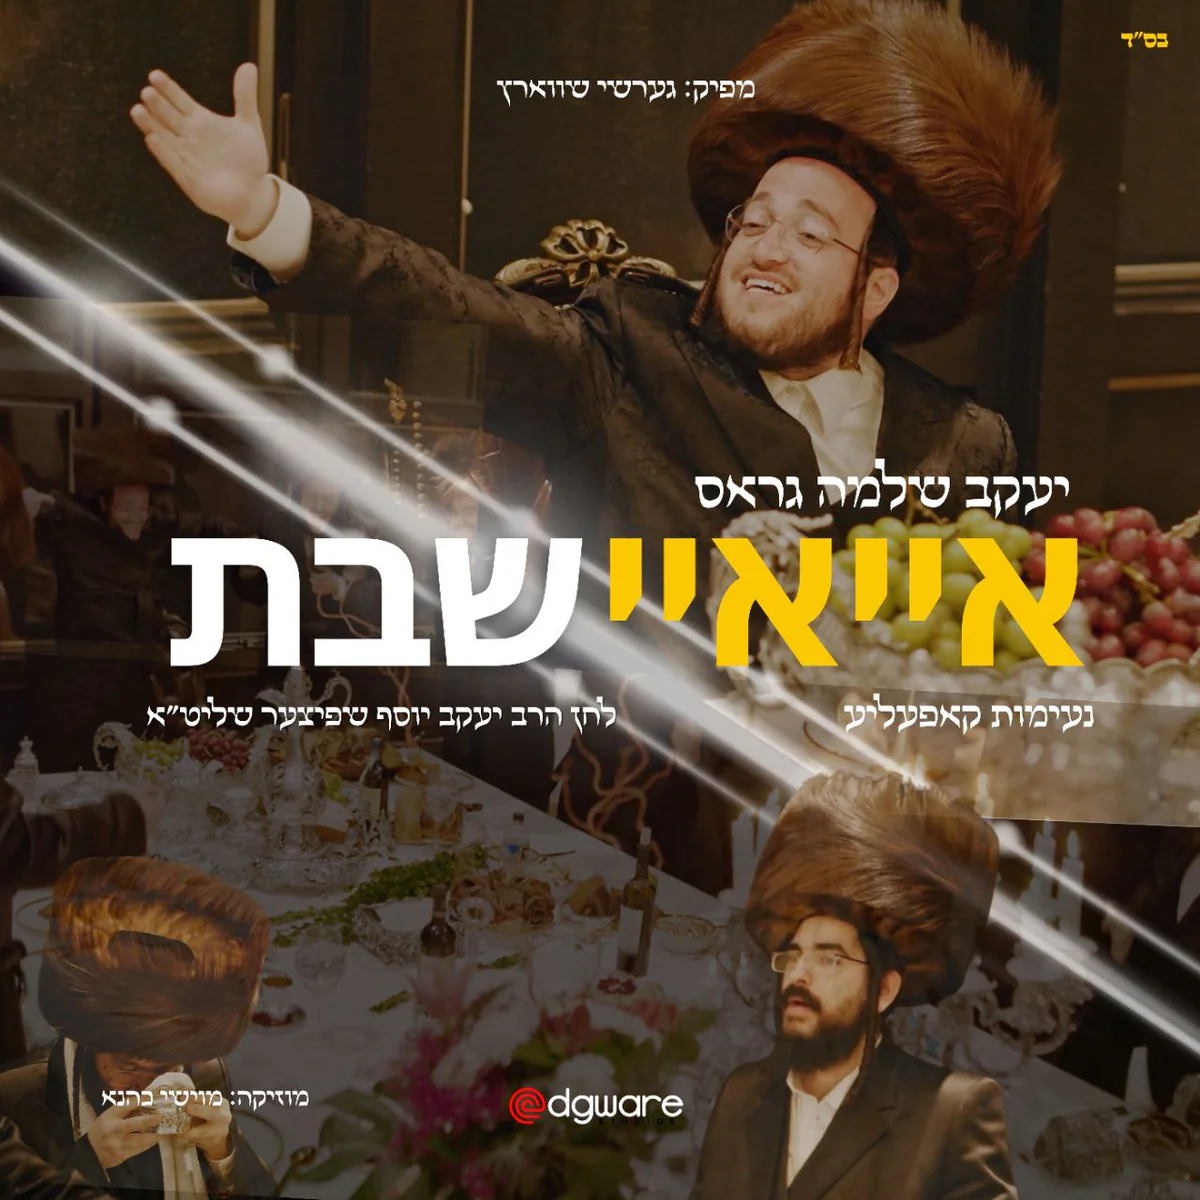 בס"ד
מפיק: גערשי שווארץ
יעקב שלמה גראס
אייאיי שבת
נעימות קאפעליע
לחן הרב יעקב יוסף שפיצער שליט"א
מוזיקה: מוישי בהנא
edgware
STUDIOS